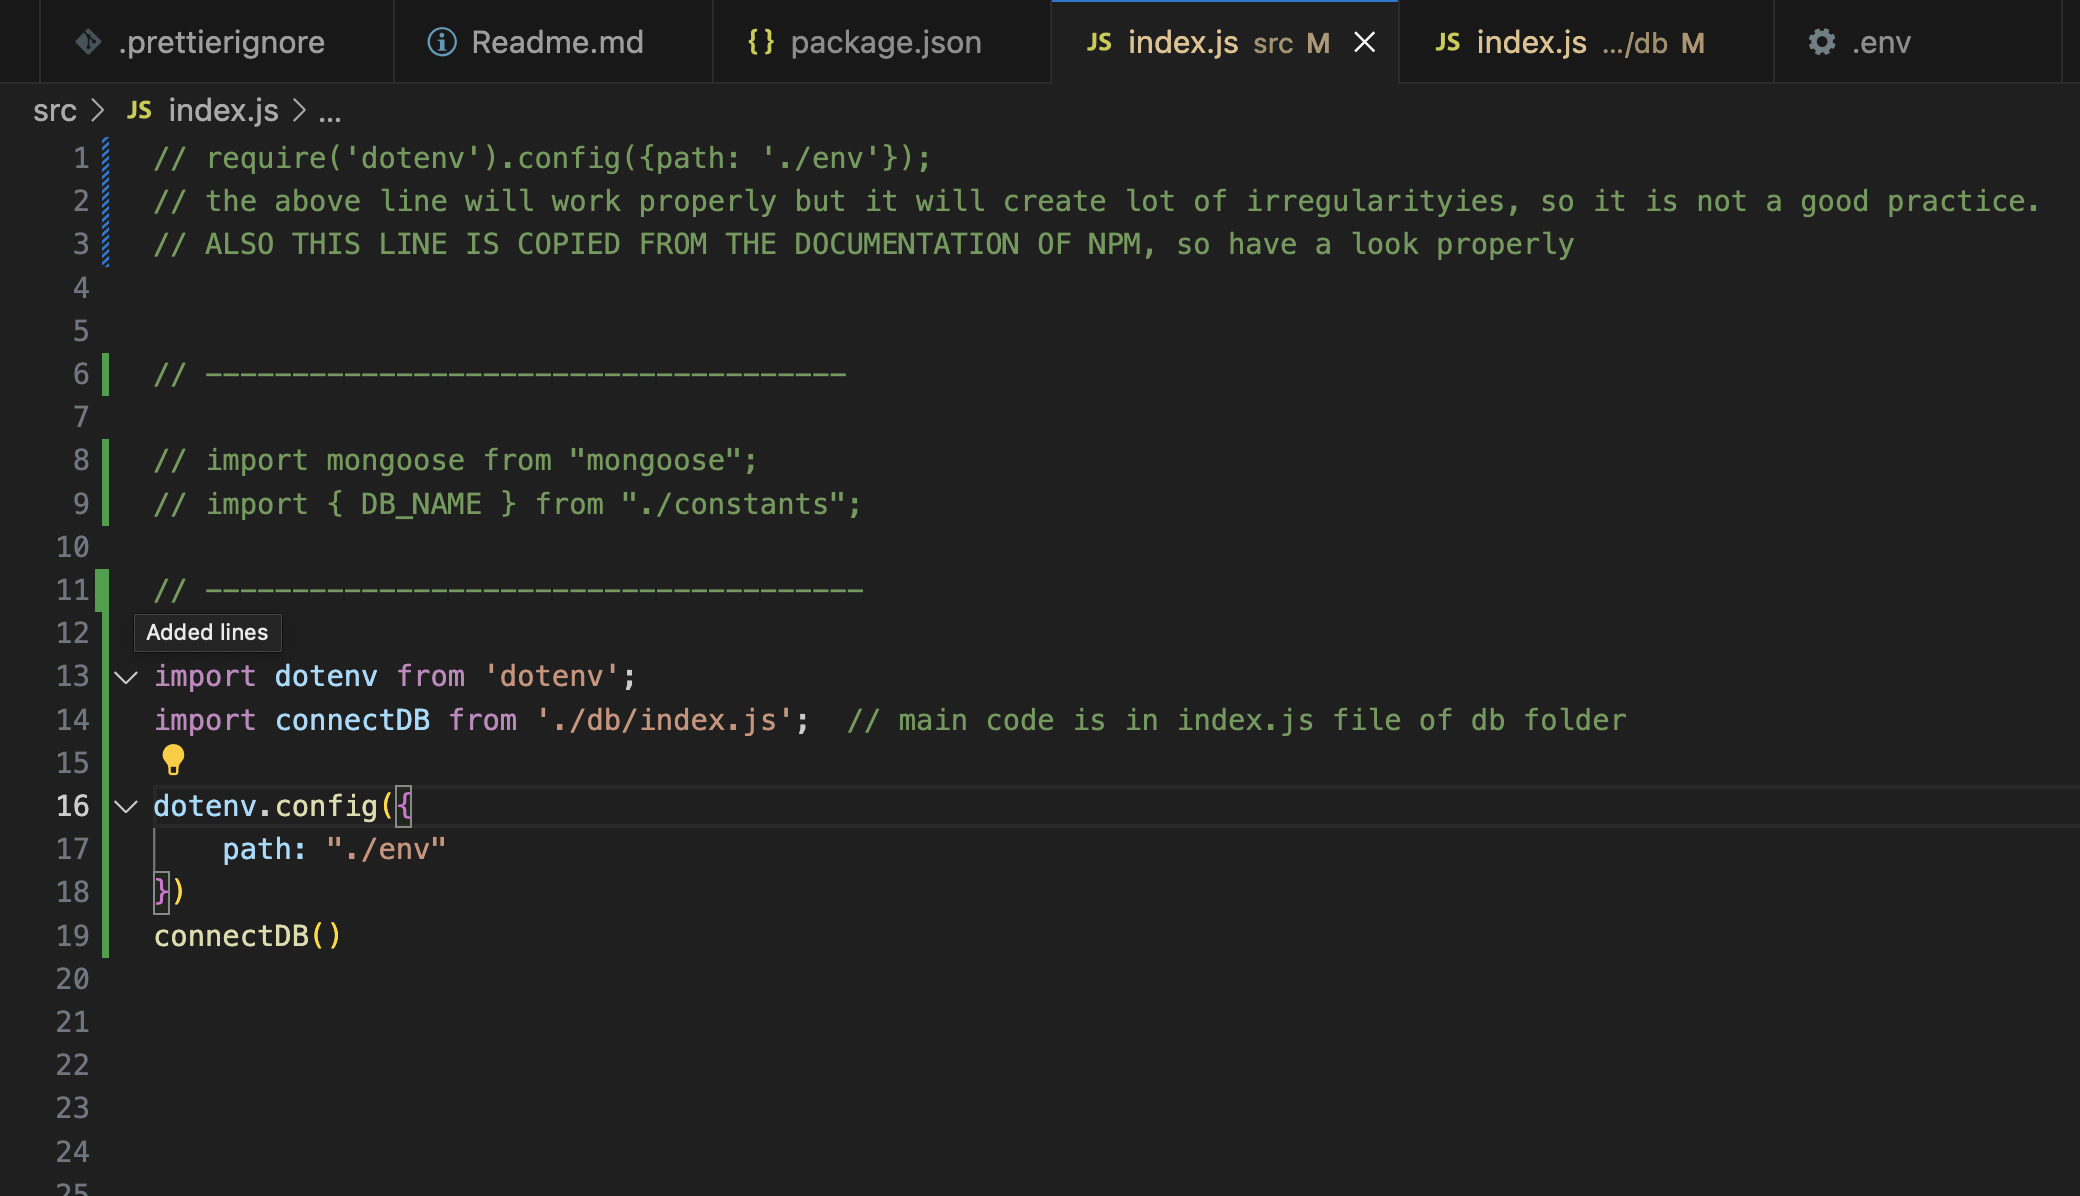 .prettierignore Readme.md {} package.json JS index.js src M JS index.js .../db M .env
src > JS index.js > ...
1 // require('dotenv').config({path: './env'});
2 // the above line will work properly but it will create lot of irregularityies, so it is not a good practice.
3 // ALSO THIS LINE IS COPIED FROM THE DOCUMENTATION OF NPM, so have a look properly
4
5
6 // -------------------------------------
7
8 // import mongoose from "mongoose";
9 // import { DB_NAME } from "./constants";
10
11 // --------------------------------------
12 Added lines
13 import dotenv from 'dotenv';
14 import connectDB from './db/index.js';  // main code is in index.js file of db folder
15
16 dotenv.config({
17     path: "./env"
18 })
19 connectDB()
20
21
22
23
24
25